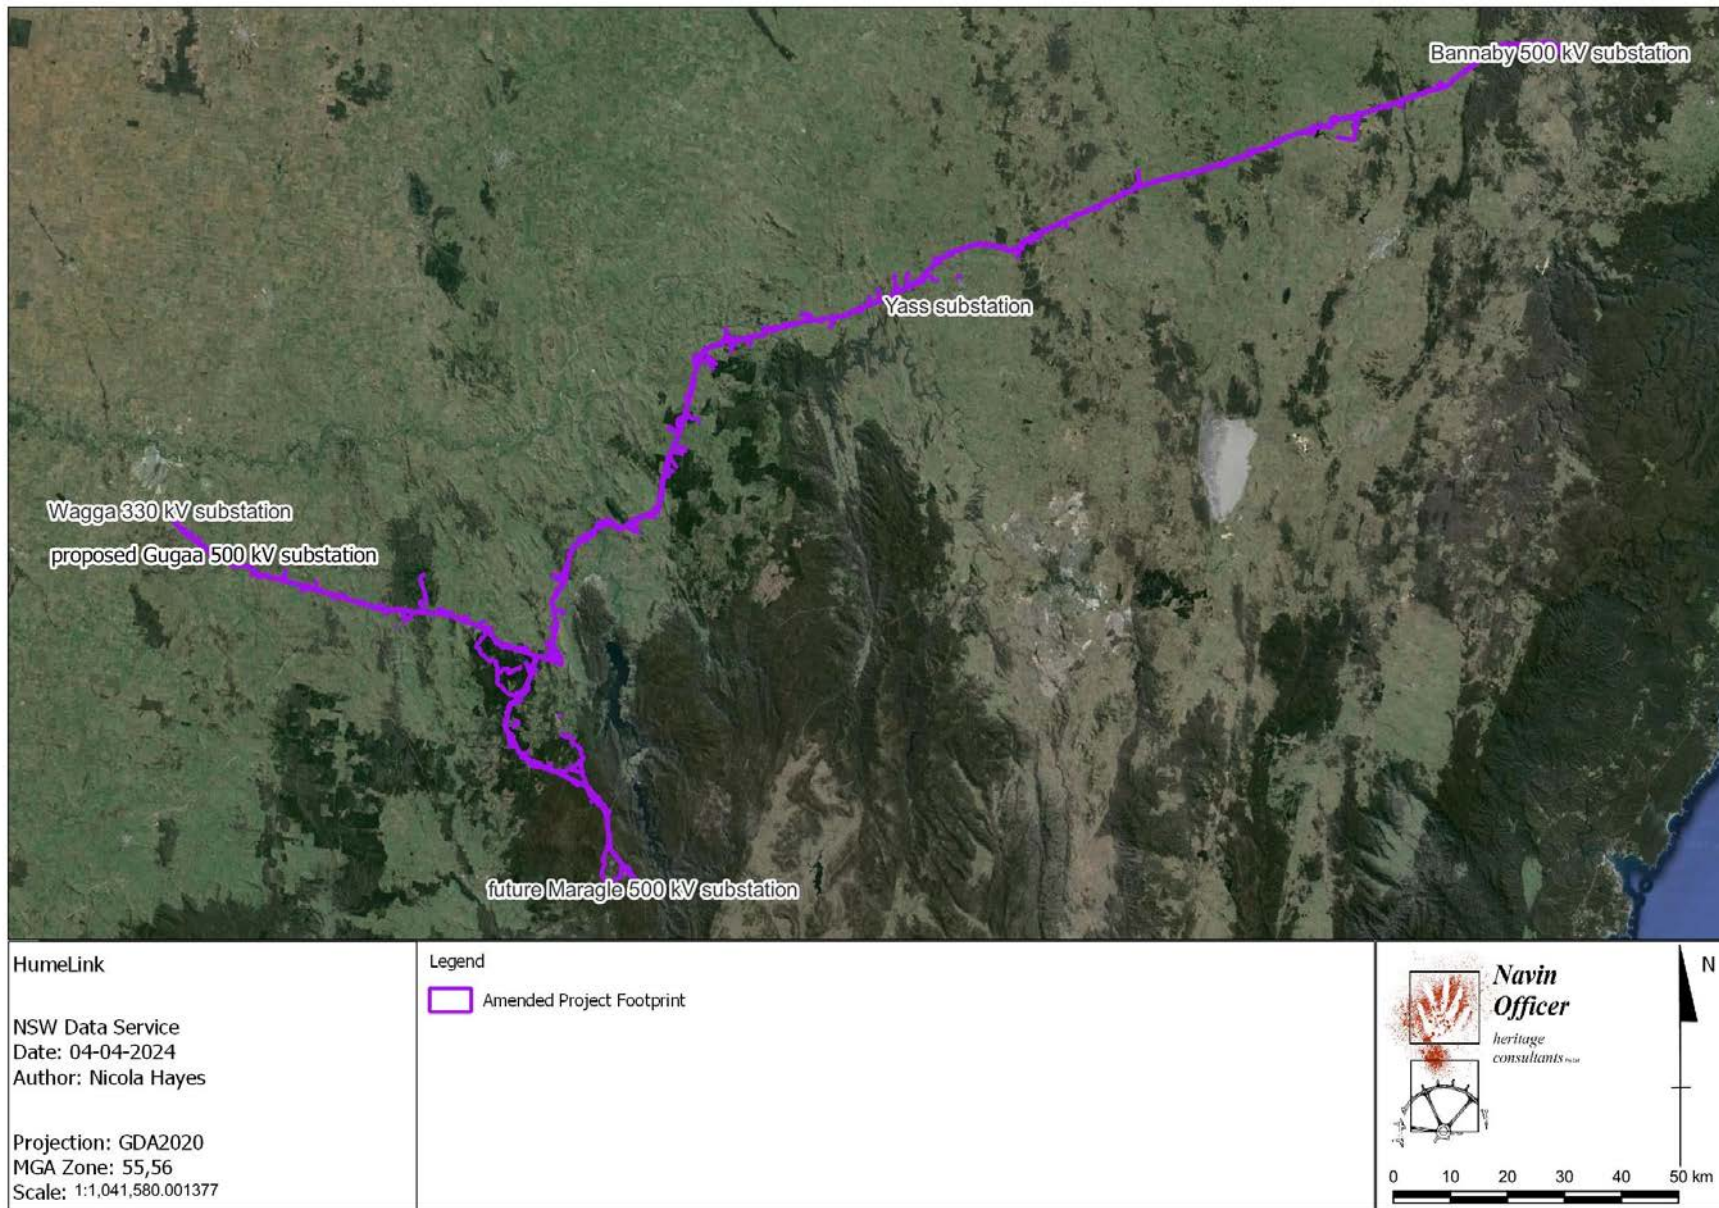 Bannaby 500 kV substation
Yass substation
Wagga 330 kV substation
proposed Gugaa 500 kV substation
future Maragle 500 kV substation
HumeLink
NSW Data Service
Date: 04-04-2024
Author: Nicola Hayes
Projection: GDA2020
MGA Zone: 55,56
Scale: 1:1,041,580.001377
Legend
Amended Project Footprint
Navin
Officer
heritage
consultants
N
0 10 20 30 40 50 km